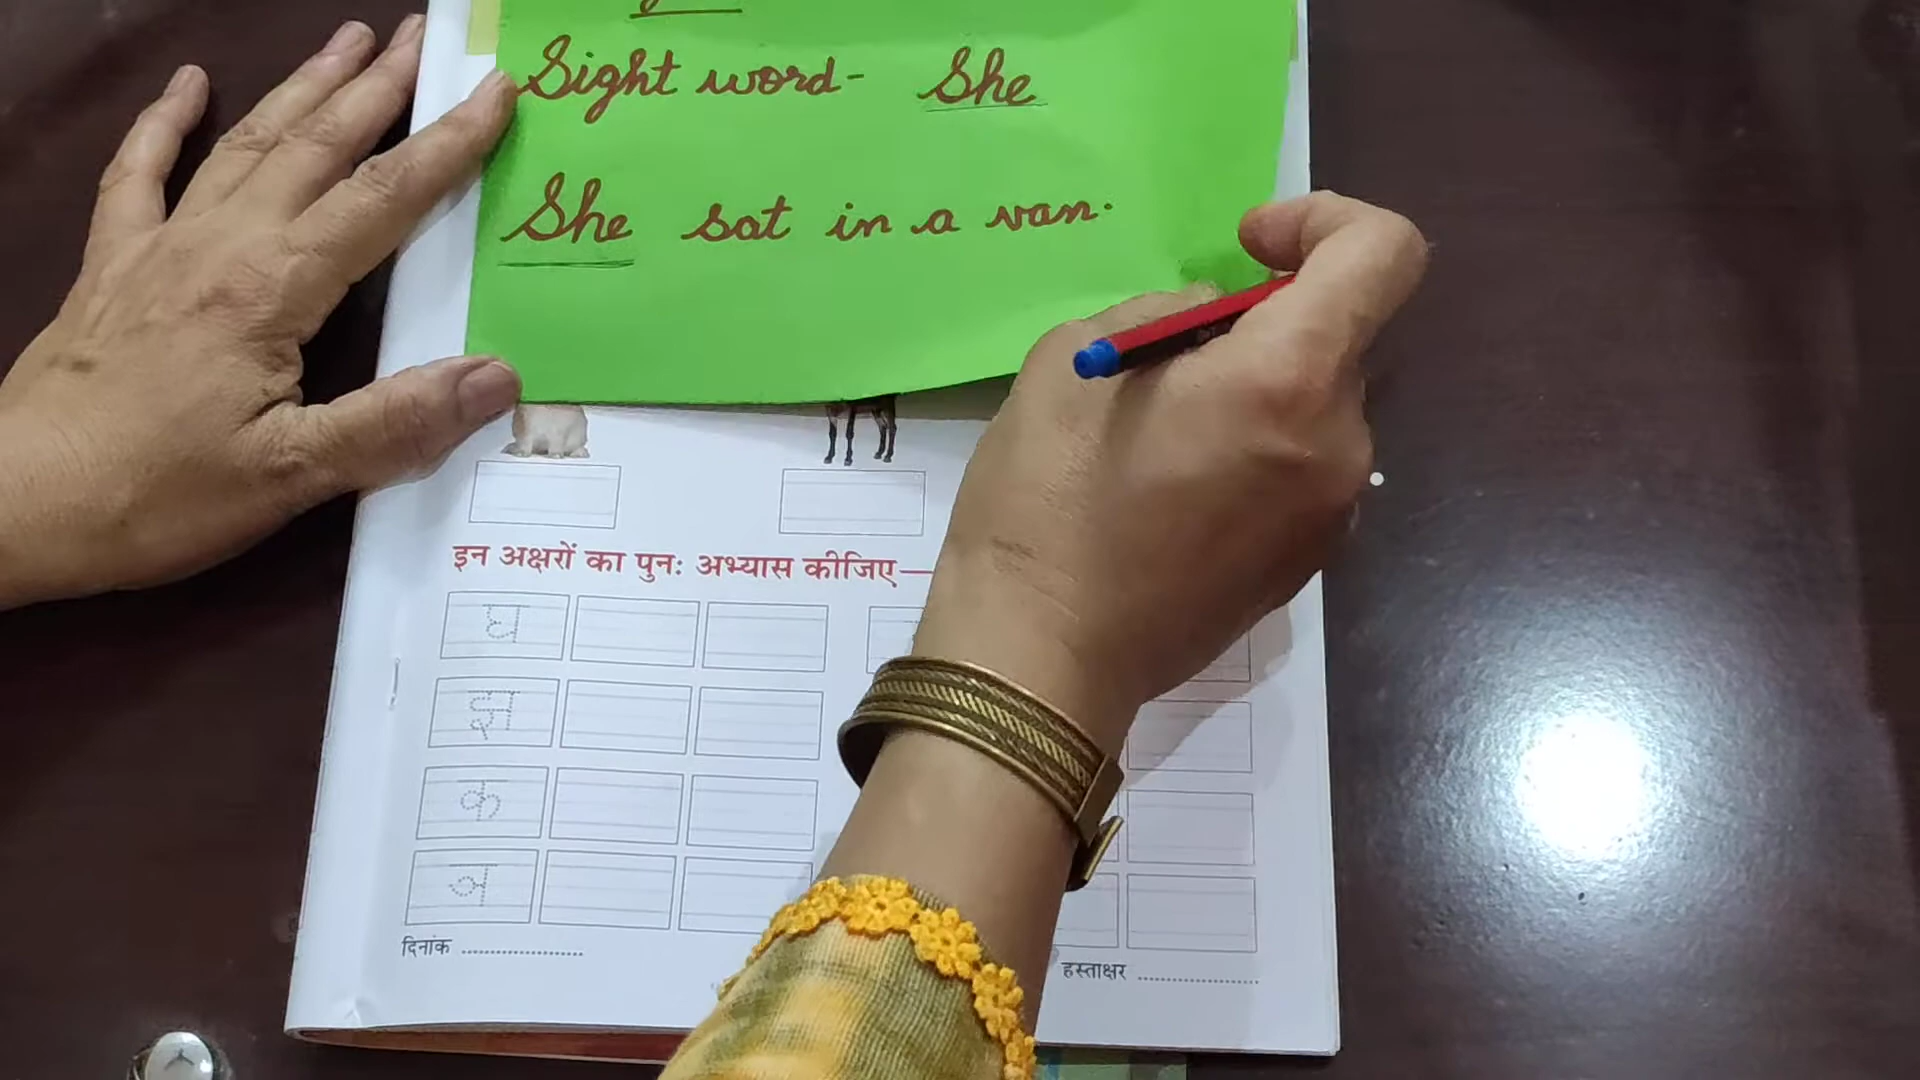 Sight word- She
She sat in a van.
इन अक्षरों का पुनः अभ्यास कीजिए—
घ
झ
क
ञ
दिनांक ....................
हस्ताक्षर ....................